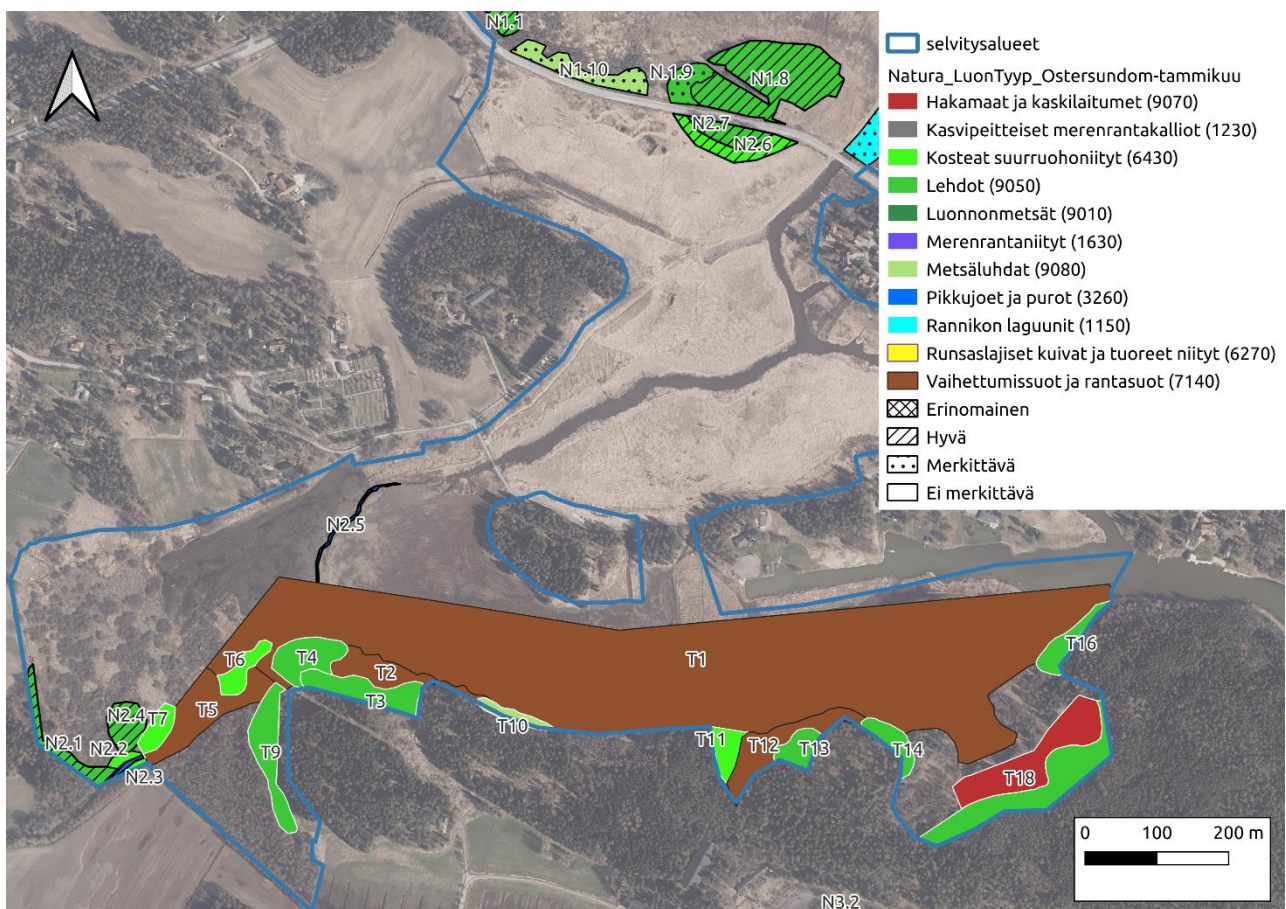 selvitysalueet
Natura_LuonTyyp_Ostersundom-tammikuu
Hakamaat ja kaskilaitumet (9070)
Kasvipeitteiset merenrantakalliot (1230)
Kosteat suurruohoniityt (6430)
Lehdot (9050)
Luonnonmetsät (9010)
Merenrantaniityt (1630)
Metsäluhdat (9080)
Pikkujoet ja purot (3260)
Rannikon laguunit (1150)
Runsaslajiset kuivat ja tuoreet niityt (6270)
Vaihettumissuot ja rantasuot (7140)
Erinomainen
Hyvä
Merkittävä
Ei merkittävä
N1.1
N1.10
N.1.9
N1.8
N2.7
N2.6
N2.5
T1
T16
T6
T4
T2
T3
T5
T7
N2.4
N2.2
N2.1
N2.3
T9
T10
T11
T12
T13
T14
T18
0 100 200 m
N3.2